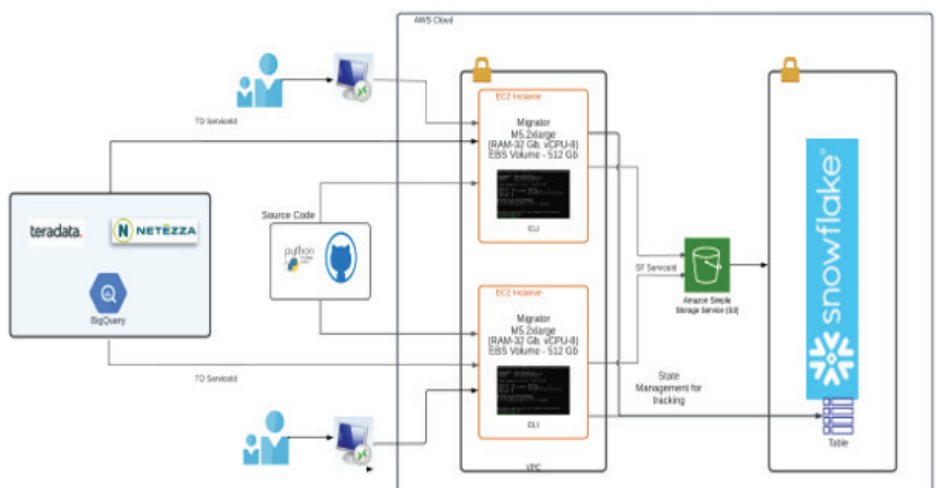 AWS Cloud
TD ServiceId
EC2 Instance
Migrator
M5.2xlarge
(RAM-32 Gb, vCPU-8)
EBS Volume - 512 Gb
CLI
teradata.
N NETEZZA
BigQuery
Source Code
python
SF ServiceId
Amazon Simple
Storage Service (S3)
snowflake®
EC2 Instance
Migrator
M5.2xlarge
(RAM-32 Gb, vCPU-8)
EBS Volume - 512 Gb
CLI
TD ServiceId
State
Management for
tracking
Table
VPC